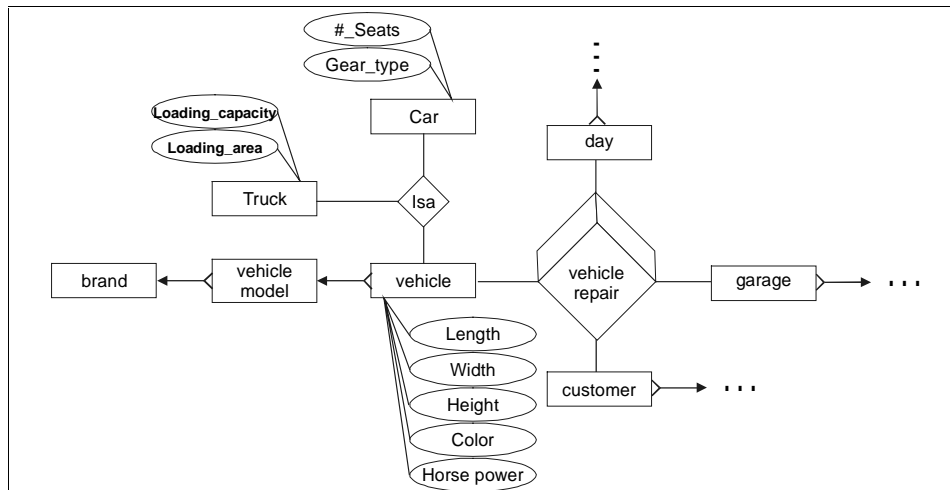 #_Seats
Gear_type
Car
Loading_capacity
Loading_area
Truck
Isa
day
brand
vehicle
model
vehicle
vehicle
repair
garage
Length
Width
Height
Color
Horse power
customer